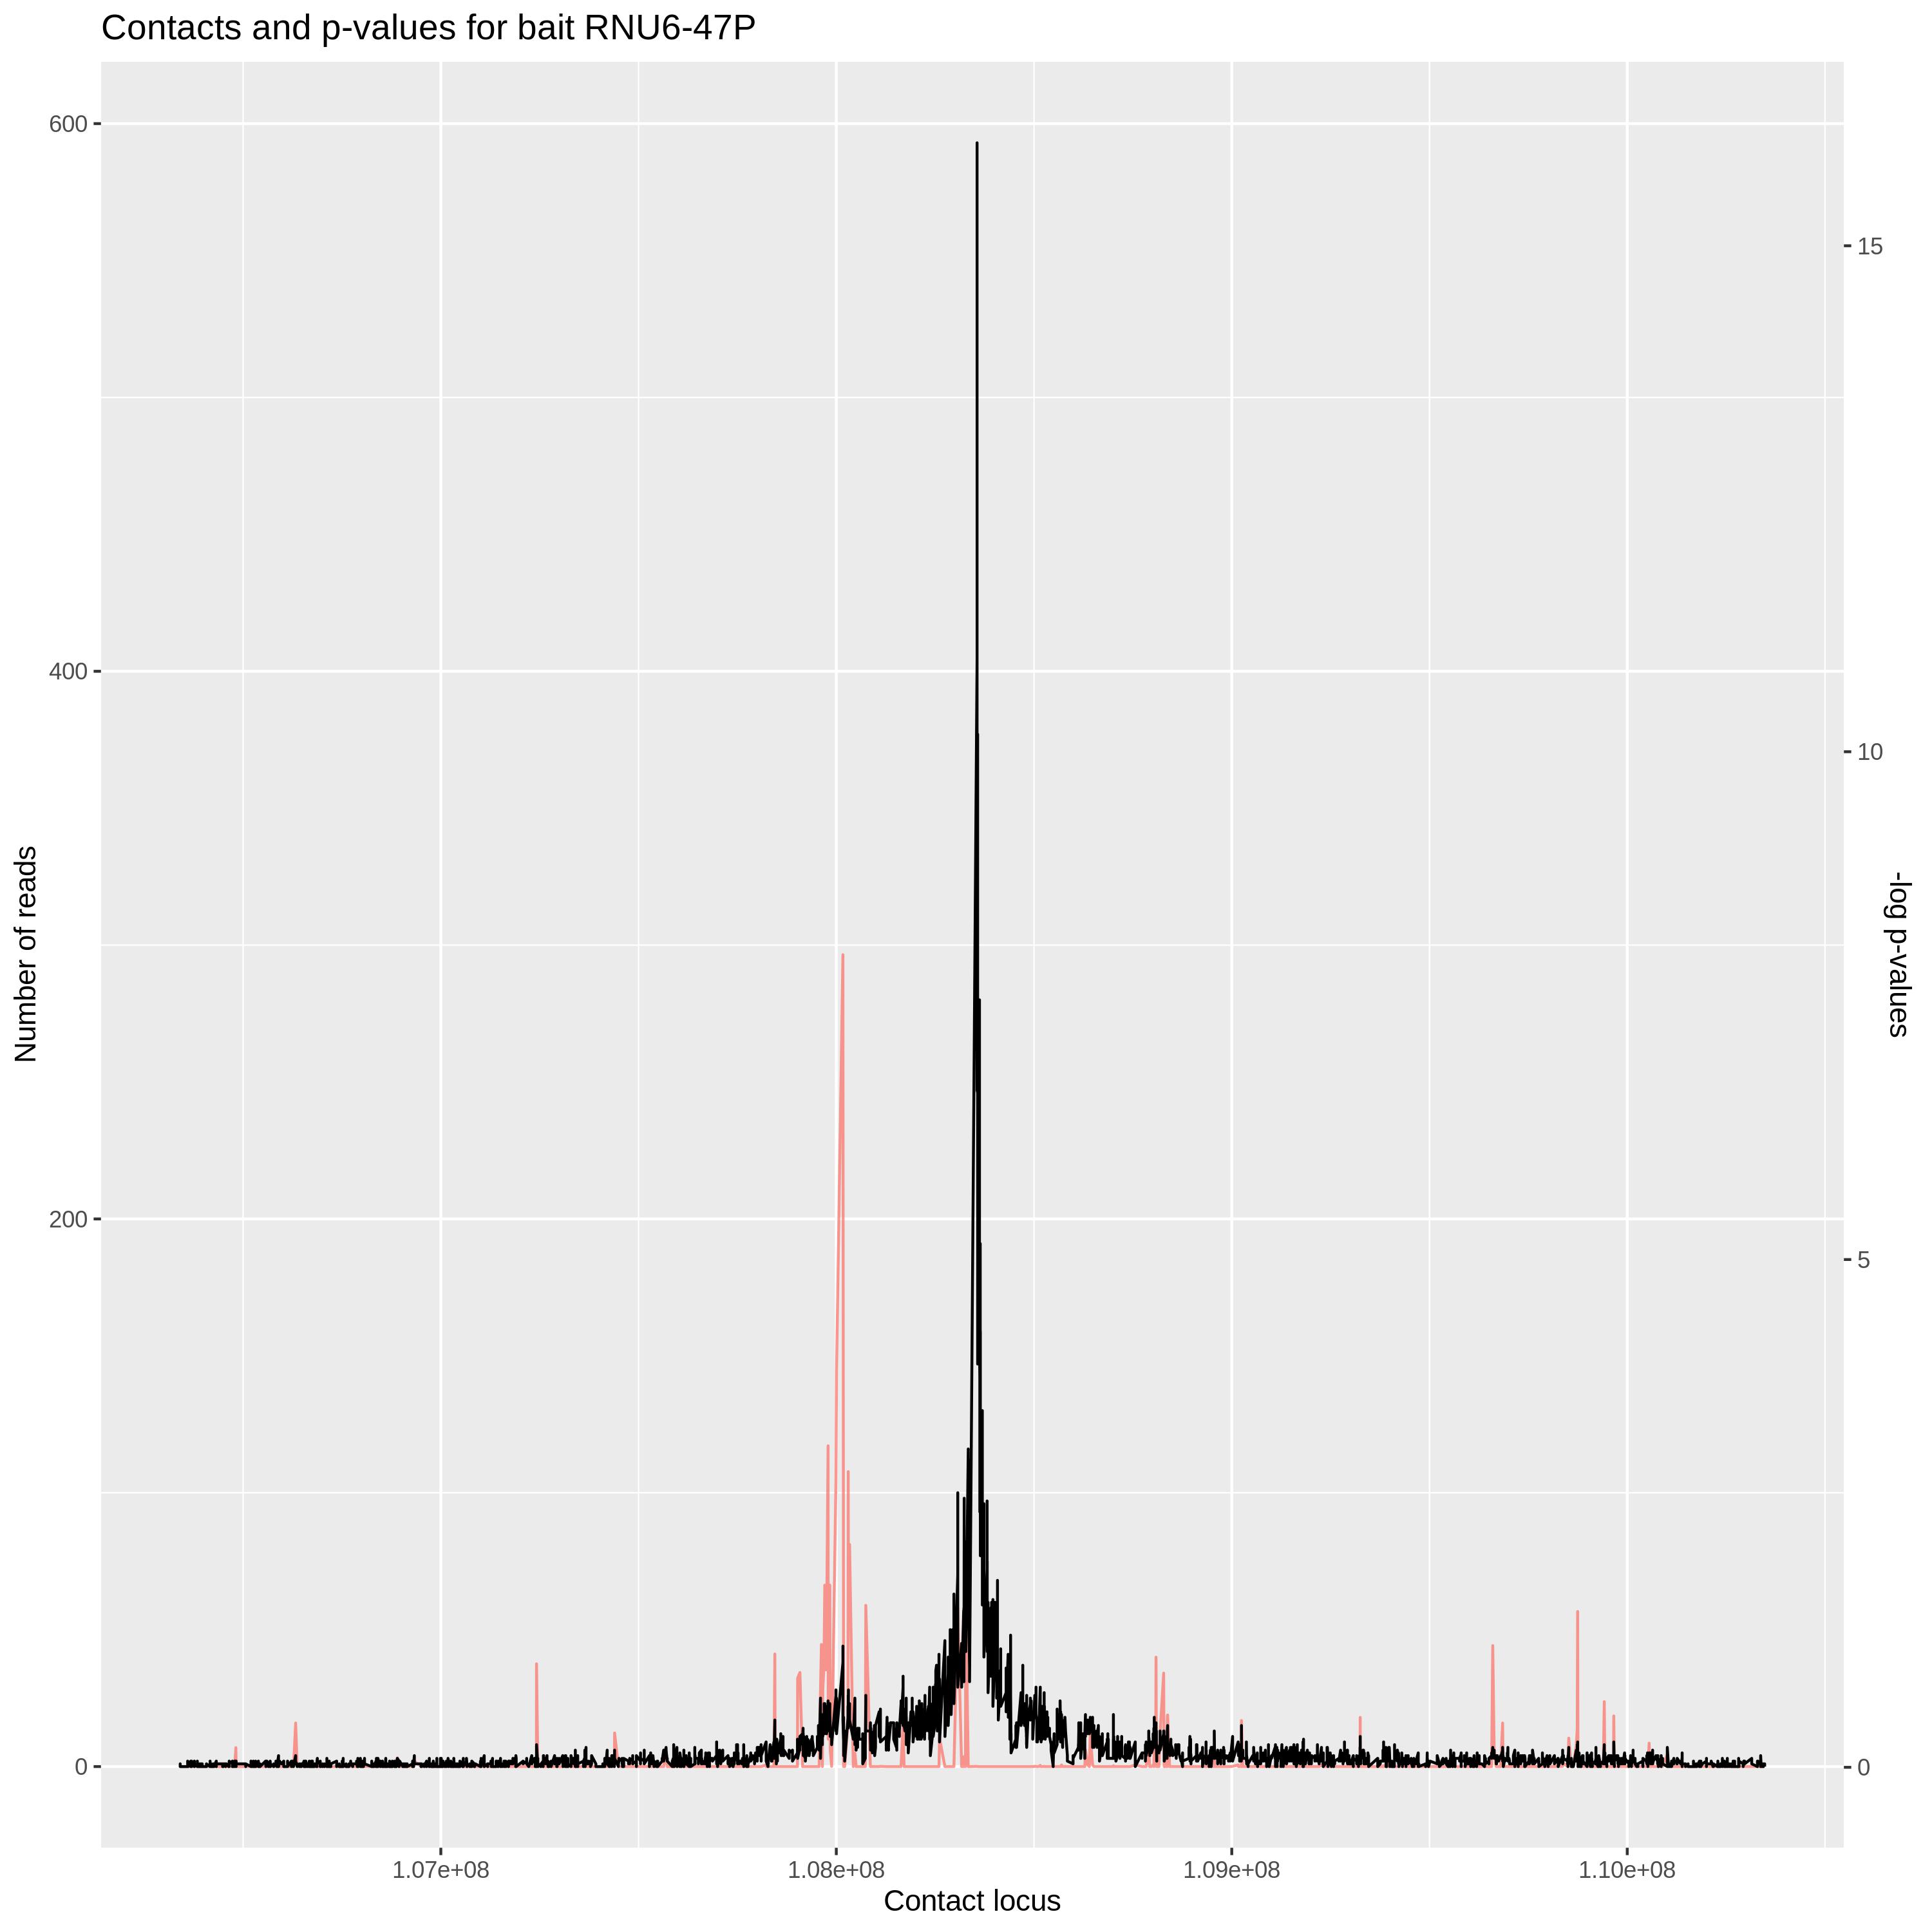 Contacts and p-values for bait RNU6-47P
600
400
200
0
Number of reads
15
10
5
0
-log p-values
1.07e+08
1.08e+08
1.09e+08
1.10e+08
Contact locus